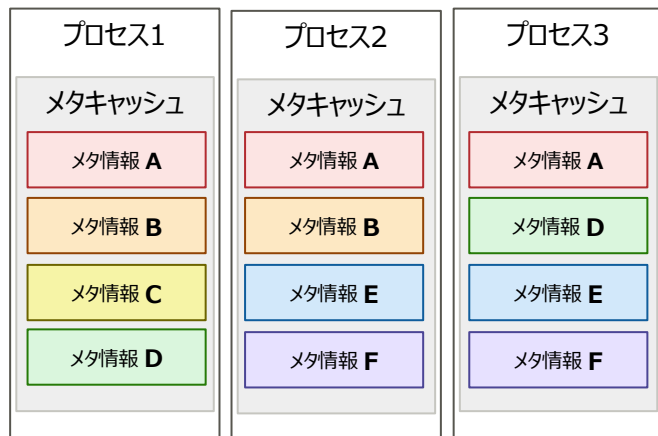 プロセス1
メタキャッシュ
メタ情報 A
メタ情報 B
メタ情報 C
メタ情報 D
プロセス2
メタキャッシュ
メタ情報 A
メタ情報 B
メタ情報 E
メタ情報 F
プロセス3
メタキャッシュ
メタ情報 A
メタ情報 D
メタ情報 E
メタ情報 F